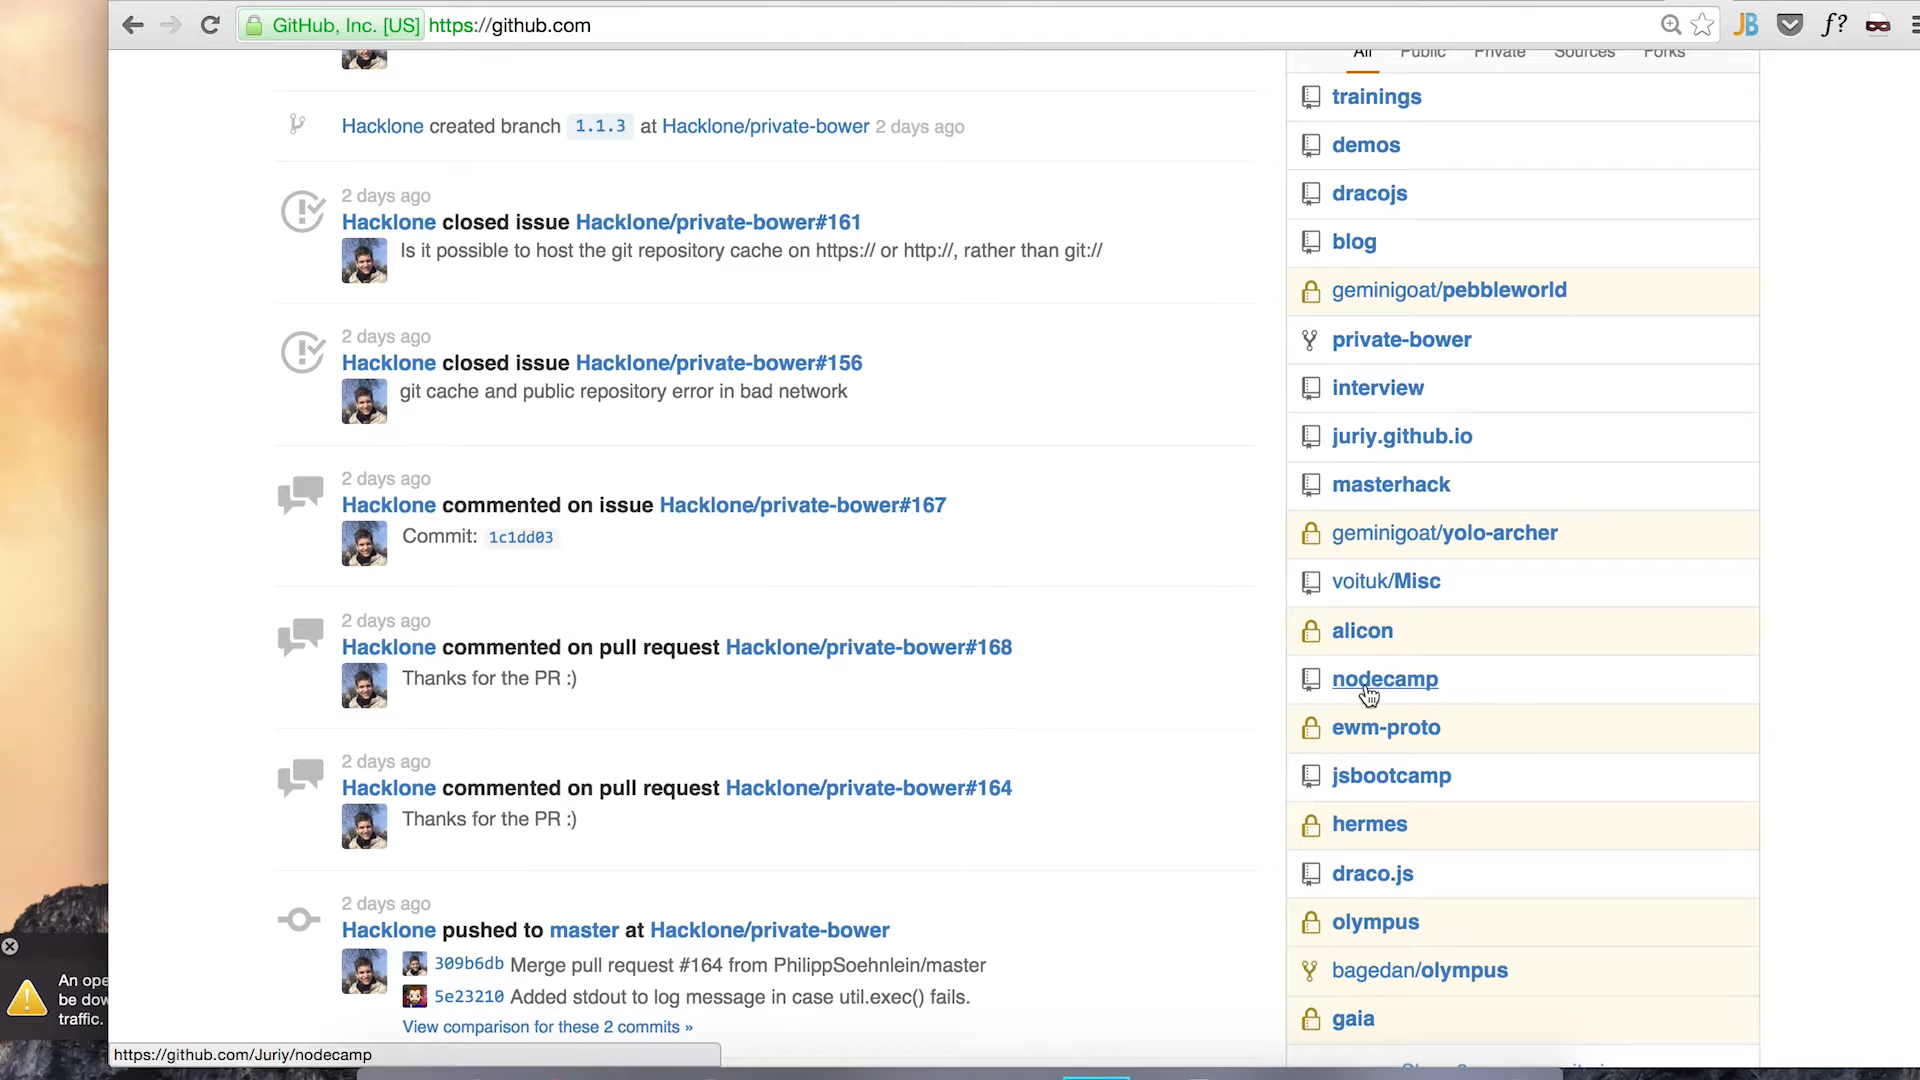 GitHub, Inc. [US] https://github.com
JB f?
Hacklone created branch 1.1.3 at Hacklone/private-bower 2 days ago
2 days ago
Hacklone closed issue Hacklone/private-bower#161
Is it possible to host the git repository cache on https:// or http://, rather than git://
2 days ago
Hacklone closed issue Hacklone/private-bower#156
git cache and public repository error in bad network
2 days ago
Hacklone commented on issue Hacklone/private-bower#167
Commit: 1c1dd03
2 days ago
Hacklone commented on pull request Hacklone/private-bower#168
Thanks for the PR :)
2 days ago
Hacklone commented on pull request Hacklone/private-bower#164
Thanks for the PR :)
2 days ago
Hacklone pushed to master at Hacklone/private-bower
309b6db Merge pull request #164 from PhilippSoehnlein/master
5e23210 Added stdout to log message in case util.exec() fails.
View comparison for these 2 commits »
All Public Private Sources Forks
trainings
demos
dracojs
blog
geminigoat/pebbleworld
private-bower
interview
juriy.github.io
masterhack
geminigoat/yolo-archer
voituk/Misc
alicon
nodecamp
ewm-proto
jsbootcamp
hermes
draco.js
olympus
bagedan/olympus
gaia
An ope
be dow
traffic.
https://github.com/Juriy/nodecamp